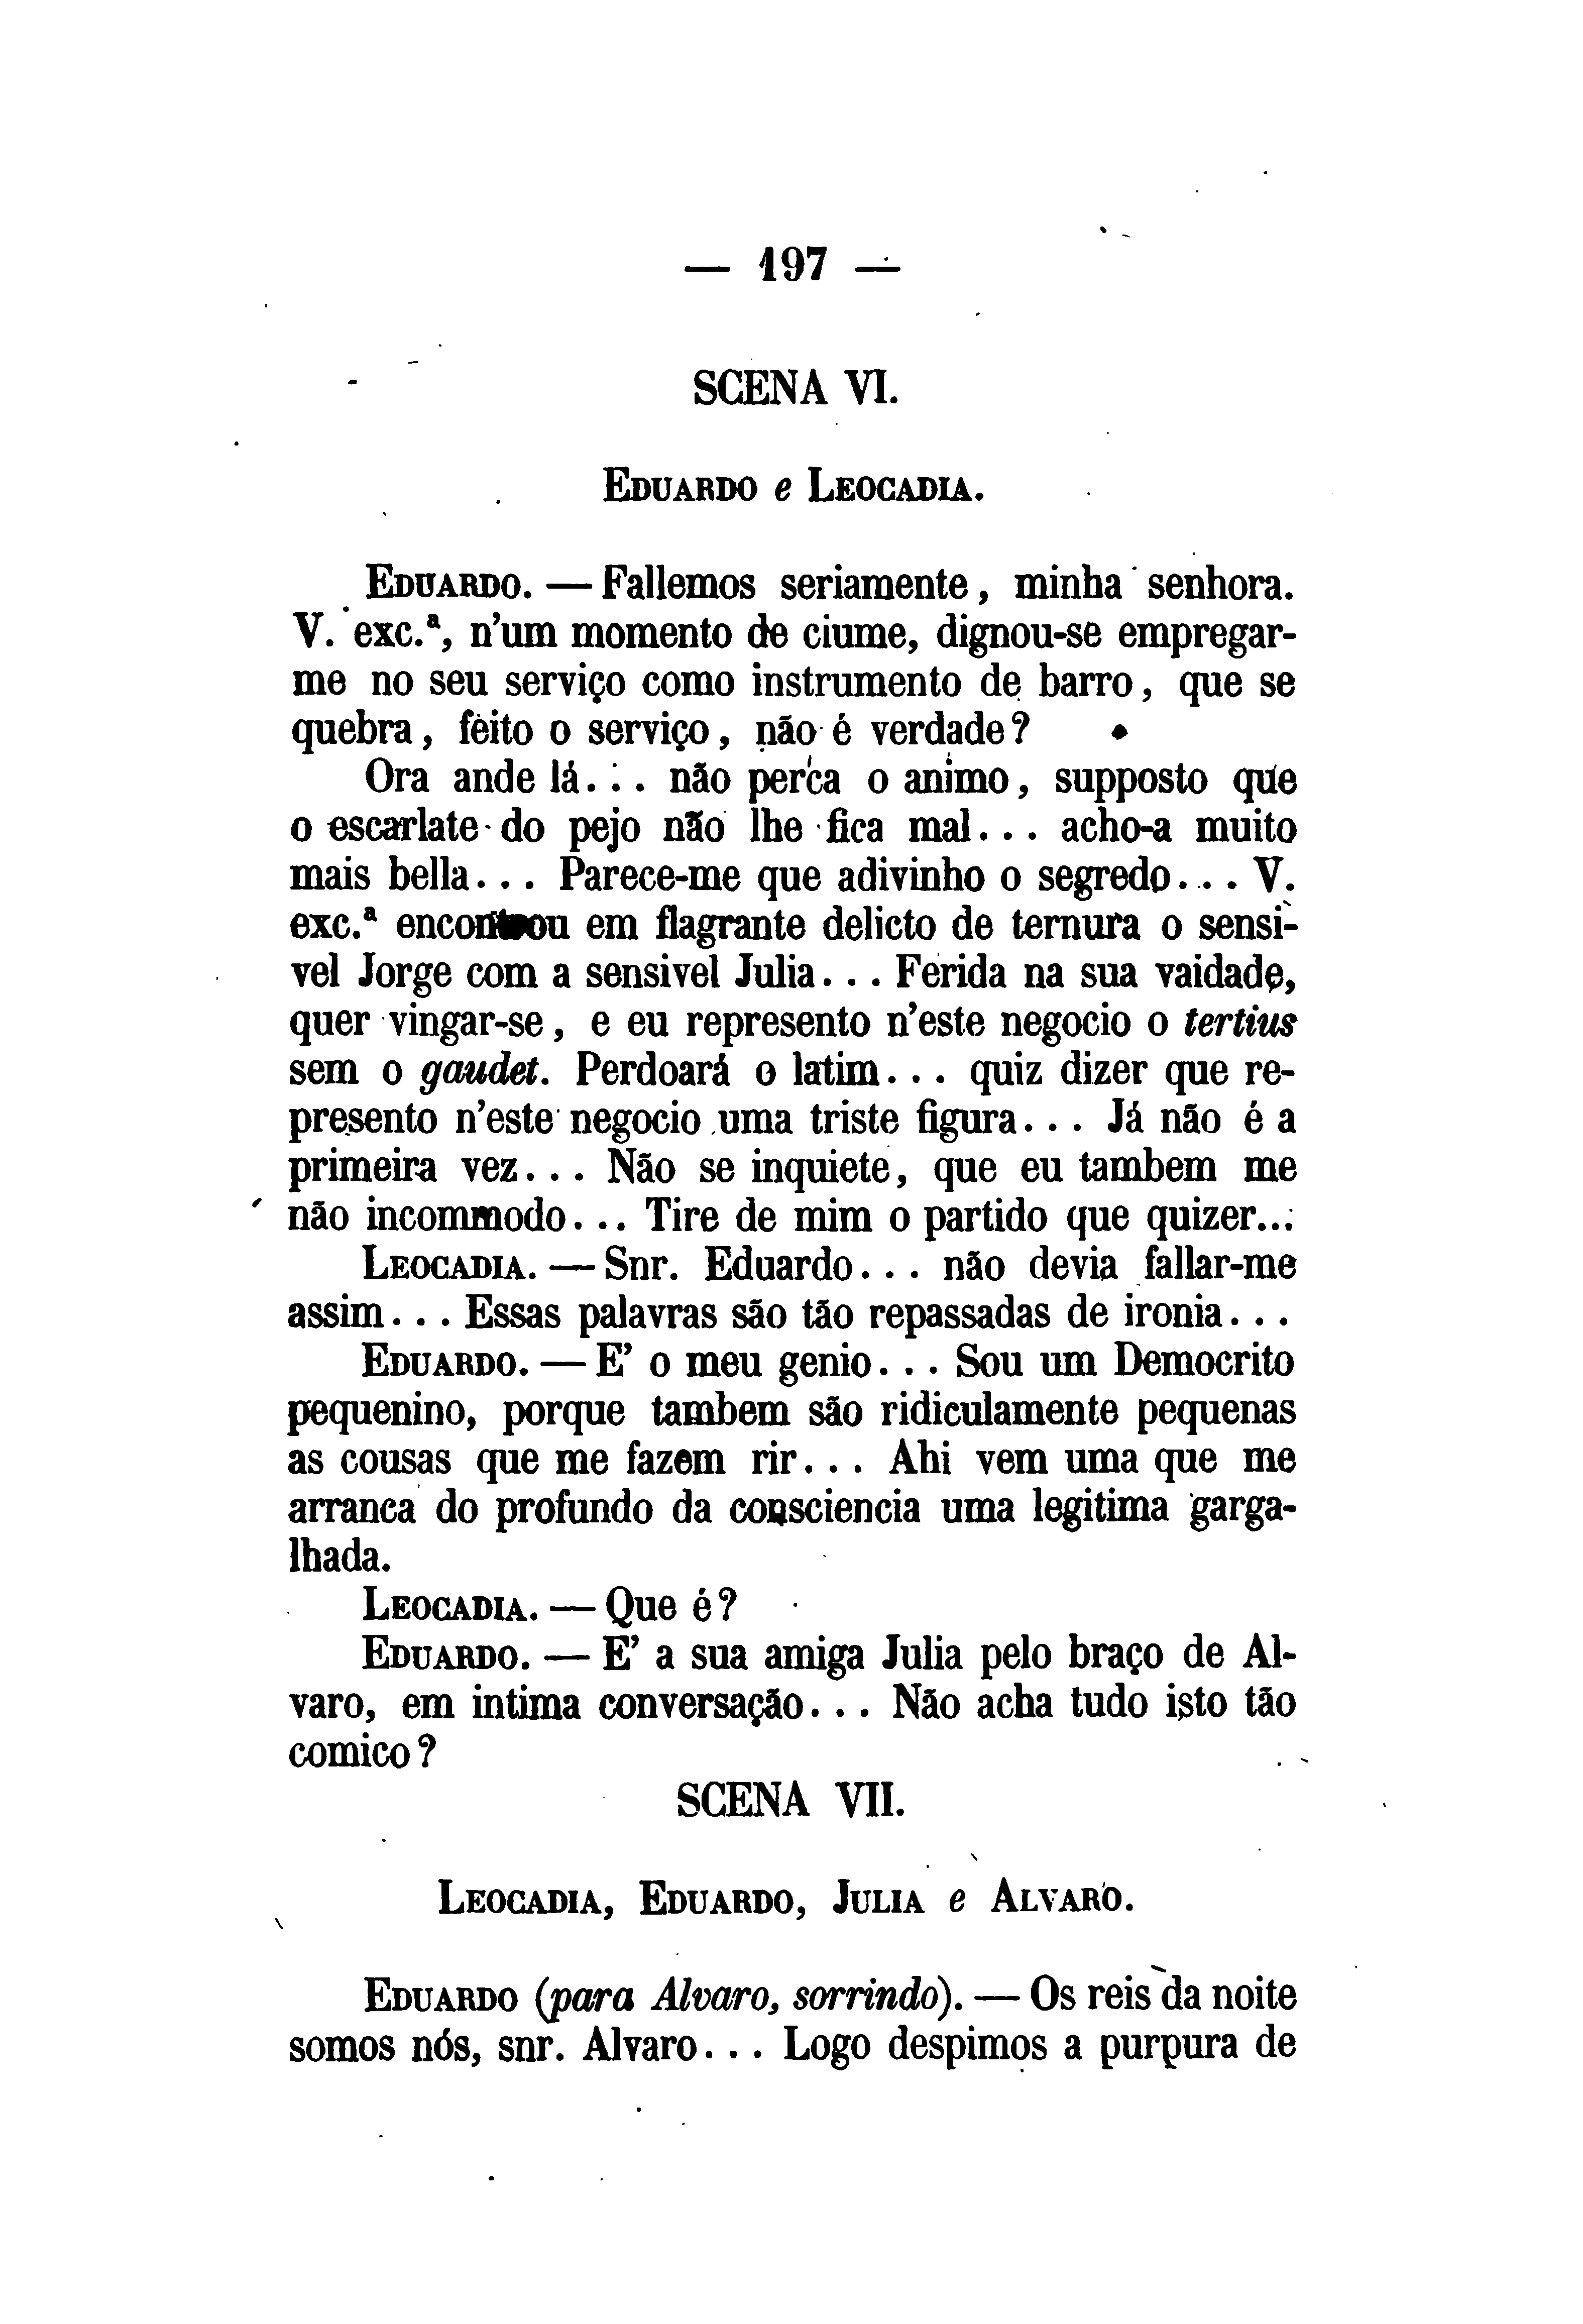 — 197 —
SCENA VI.
EDUARDO e LEOCADIA.
EDUARDO. — Fallemos seriamente, minha senhora.
V. exc.ª, n'um momento de ciume, dignou-se empregar-
me no seu serviço como instrumento de barro, que se
quebra, feito o serviço, não é verdade?
Ora ande lá... não perca o animo, supposto que
o escarlate do pejo não lhe fica mal... acho-a muito
mais bella... Parece-me que adivinho o segredo... V.
exc.ª encontrou em flagrante delicto de ternura o sensi-
vel Jorge com a sensivel Julia... Ferida na sua vaidade,
quer vingar-se, e eu represento n'este negocio o tertius
sem o gaudet. Perdoará o latim... quiz dizer que re-
presento n'este negocio uma triste figura... Já não é a
primeira vez... Não se inquiete, que eu tambem me
não incommodo... Tire de mim o partido que quizer...
LEOCADIA. — Snr. Eduardo... não devia fallar-me
assim... Essas palavras são tão repassadas de ironia...
EDUARDO. — E' o meu genio... Sou um Democrito
pequenino, porque tambem são ridiculamente pequenas
as cousas que me fazem rir... Ahi vem uma que me
arranca do profundo da consciencia uma legitima garga-
lhada.
LEOCADIA. — Que é?
EDUARDO. — E' a sua amiga Julia pelo braço de Al-
varo, em intima conversação... Não acha tudo isto tão
comico?
SCENA VII.
LEOCADIA, EDUARDO, JULIA e ALVARO.
EDUARDO (para Alvaro, sorrindo). — Os reis da noite
somos nós, snr. Alvaro... Logo despimos a purpura de